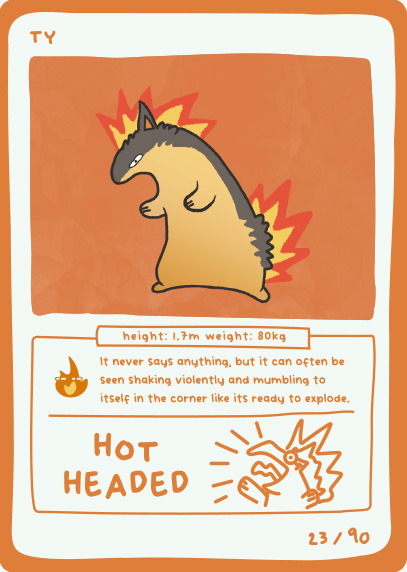 TY
height: 1.7m weight: 80kg
It never says anything, but it can often be
seen shaking violently and mumbling to
itself in the corner like its ready to explode.
HOT
HEADED
23 / 90